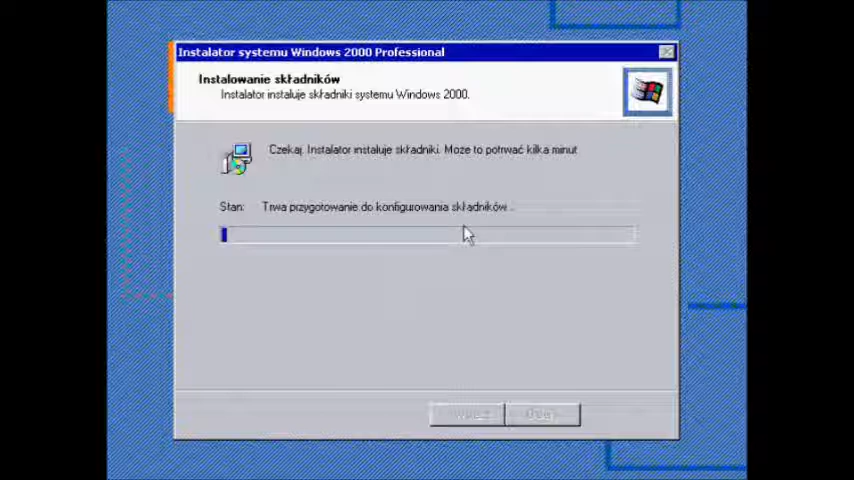 Instalator systemu Windows 2000 Professional
Instalowanie składników
Instalator instaluje składniki systemu Windows 2000.
Czekaj. Instalator instaluje składniki. Może to potrwać kilka minut
Stan: Trwa przygotowanie do konfigurowania składników...